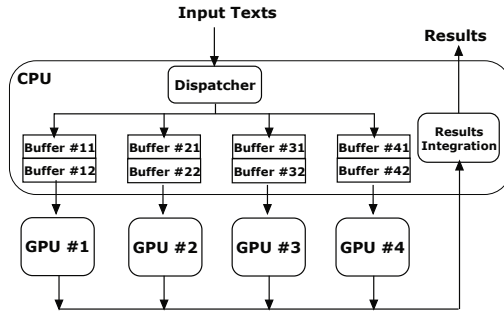 Input Texts
Results
CPU
Dispatcher
Buffer #11
Buffer #21
Buffer #31
Buffer #41
Buffer #12
Buffer #22
Buffer #32
Buffer #42
Results
Integration
GPU #1
GPU #2
GPU #3
GPU #4